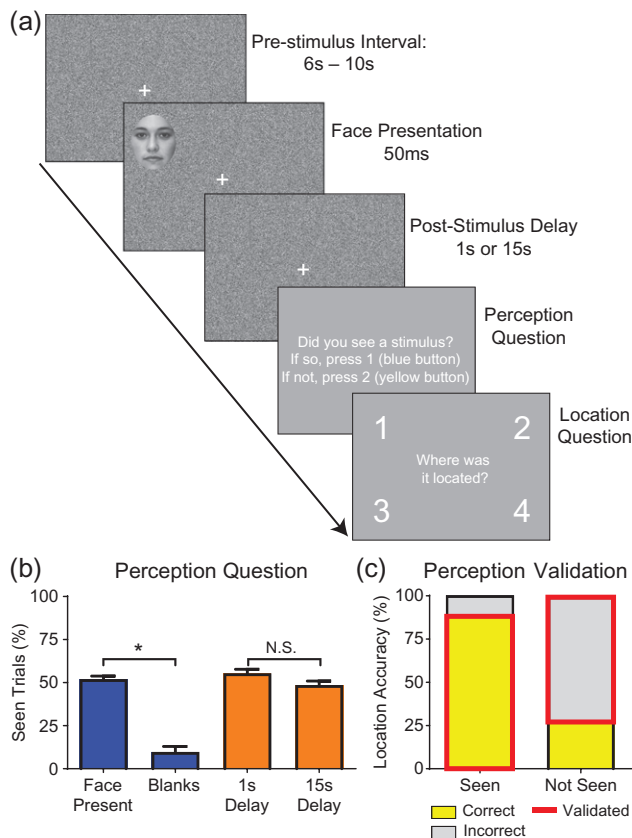 (a)
Pre-stimulus Interval:
6s – 10s
Face Presentation
50ms
Post-Stimulus Delay
1s or 15s
Perception
Question
Did you see a stimulus?
If so, press 1 (blue button)
If not, press 2 (yellow button)
Location
Question
1 2
Where was
it located?
3 4
(b) Perception Question
Seen Trials (%)
100
75
50
25
0
*
N.S.
Face
Present
Blanks
1s
Delay
15s
Delay
(c) Perception Validation
Location Accuracy (%)
100
75
50
25
0
Seen Not Seen
Correct Validated
Incorrect